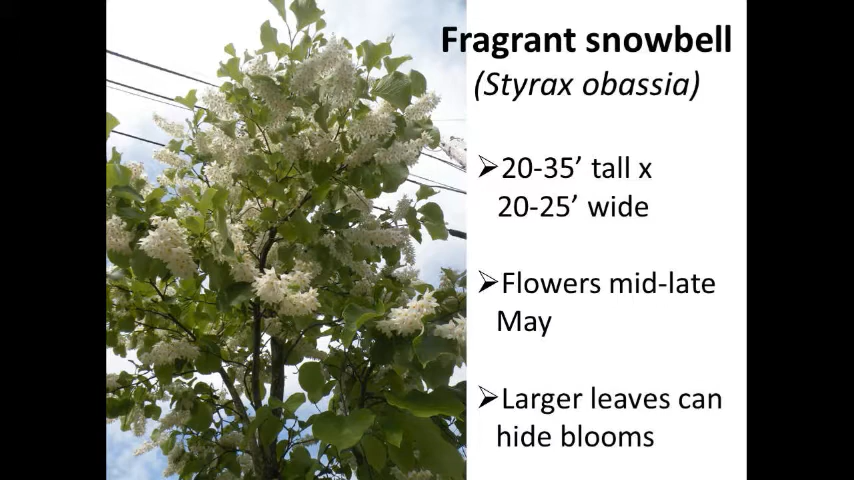 Fragrant snowbell
(Styrax obassia)
➢20-35’ tall x
20-25’ wide
➢Flowers mid-late
May
➢Larger leaves can
hide blooms